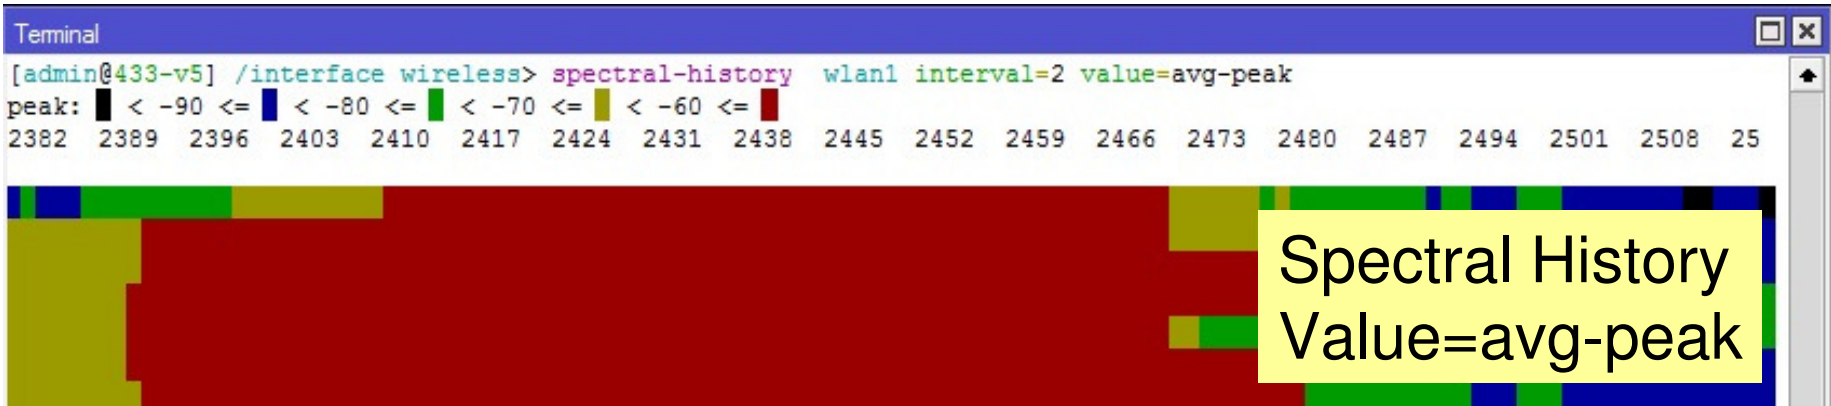 Terminal
[admin@433-v5] /interface wireless> spectral-history  wlan1 interval=2 value=avg-peak
peak: < -90 <= < -80 <= < -70 <= < -60 <=
2382 2389 2396 2403 2410 2417 2424 2431 2438 2445 2452 2459 2466 2473 2480 2487 2494 2501 2508 25
Spectral History
Value=avg-peak